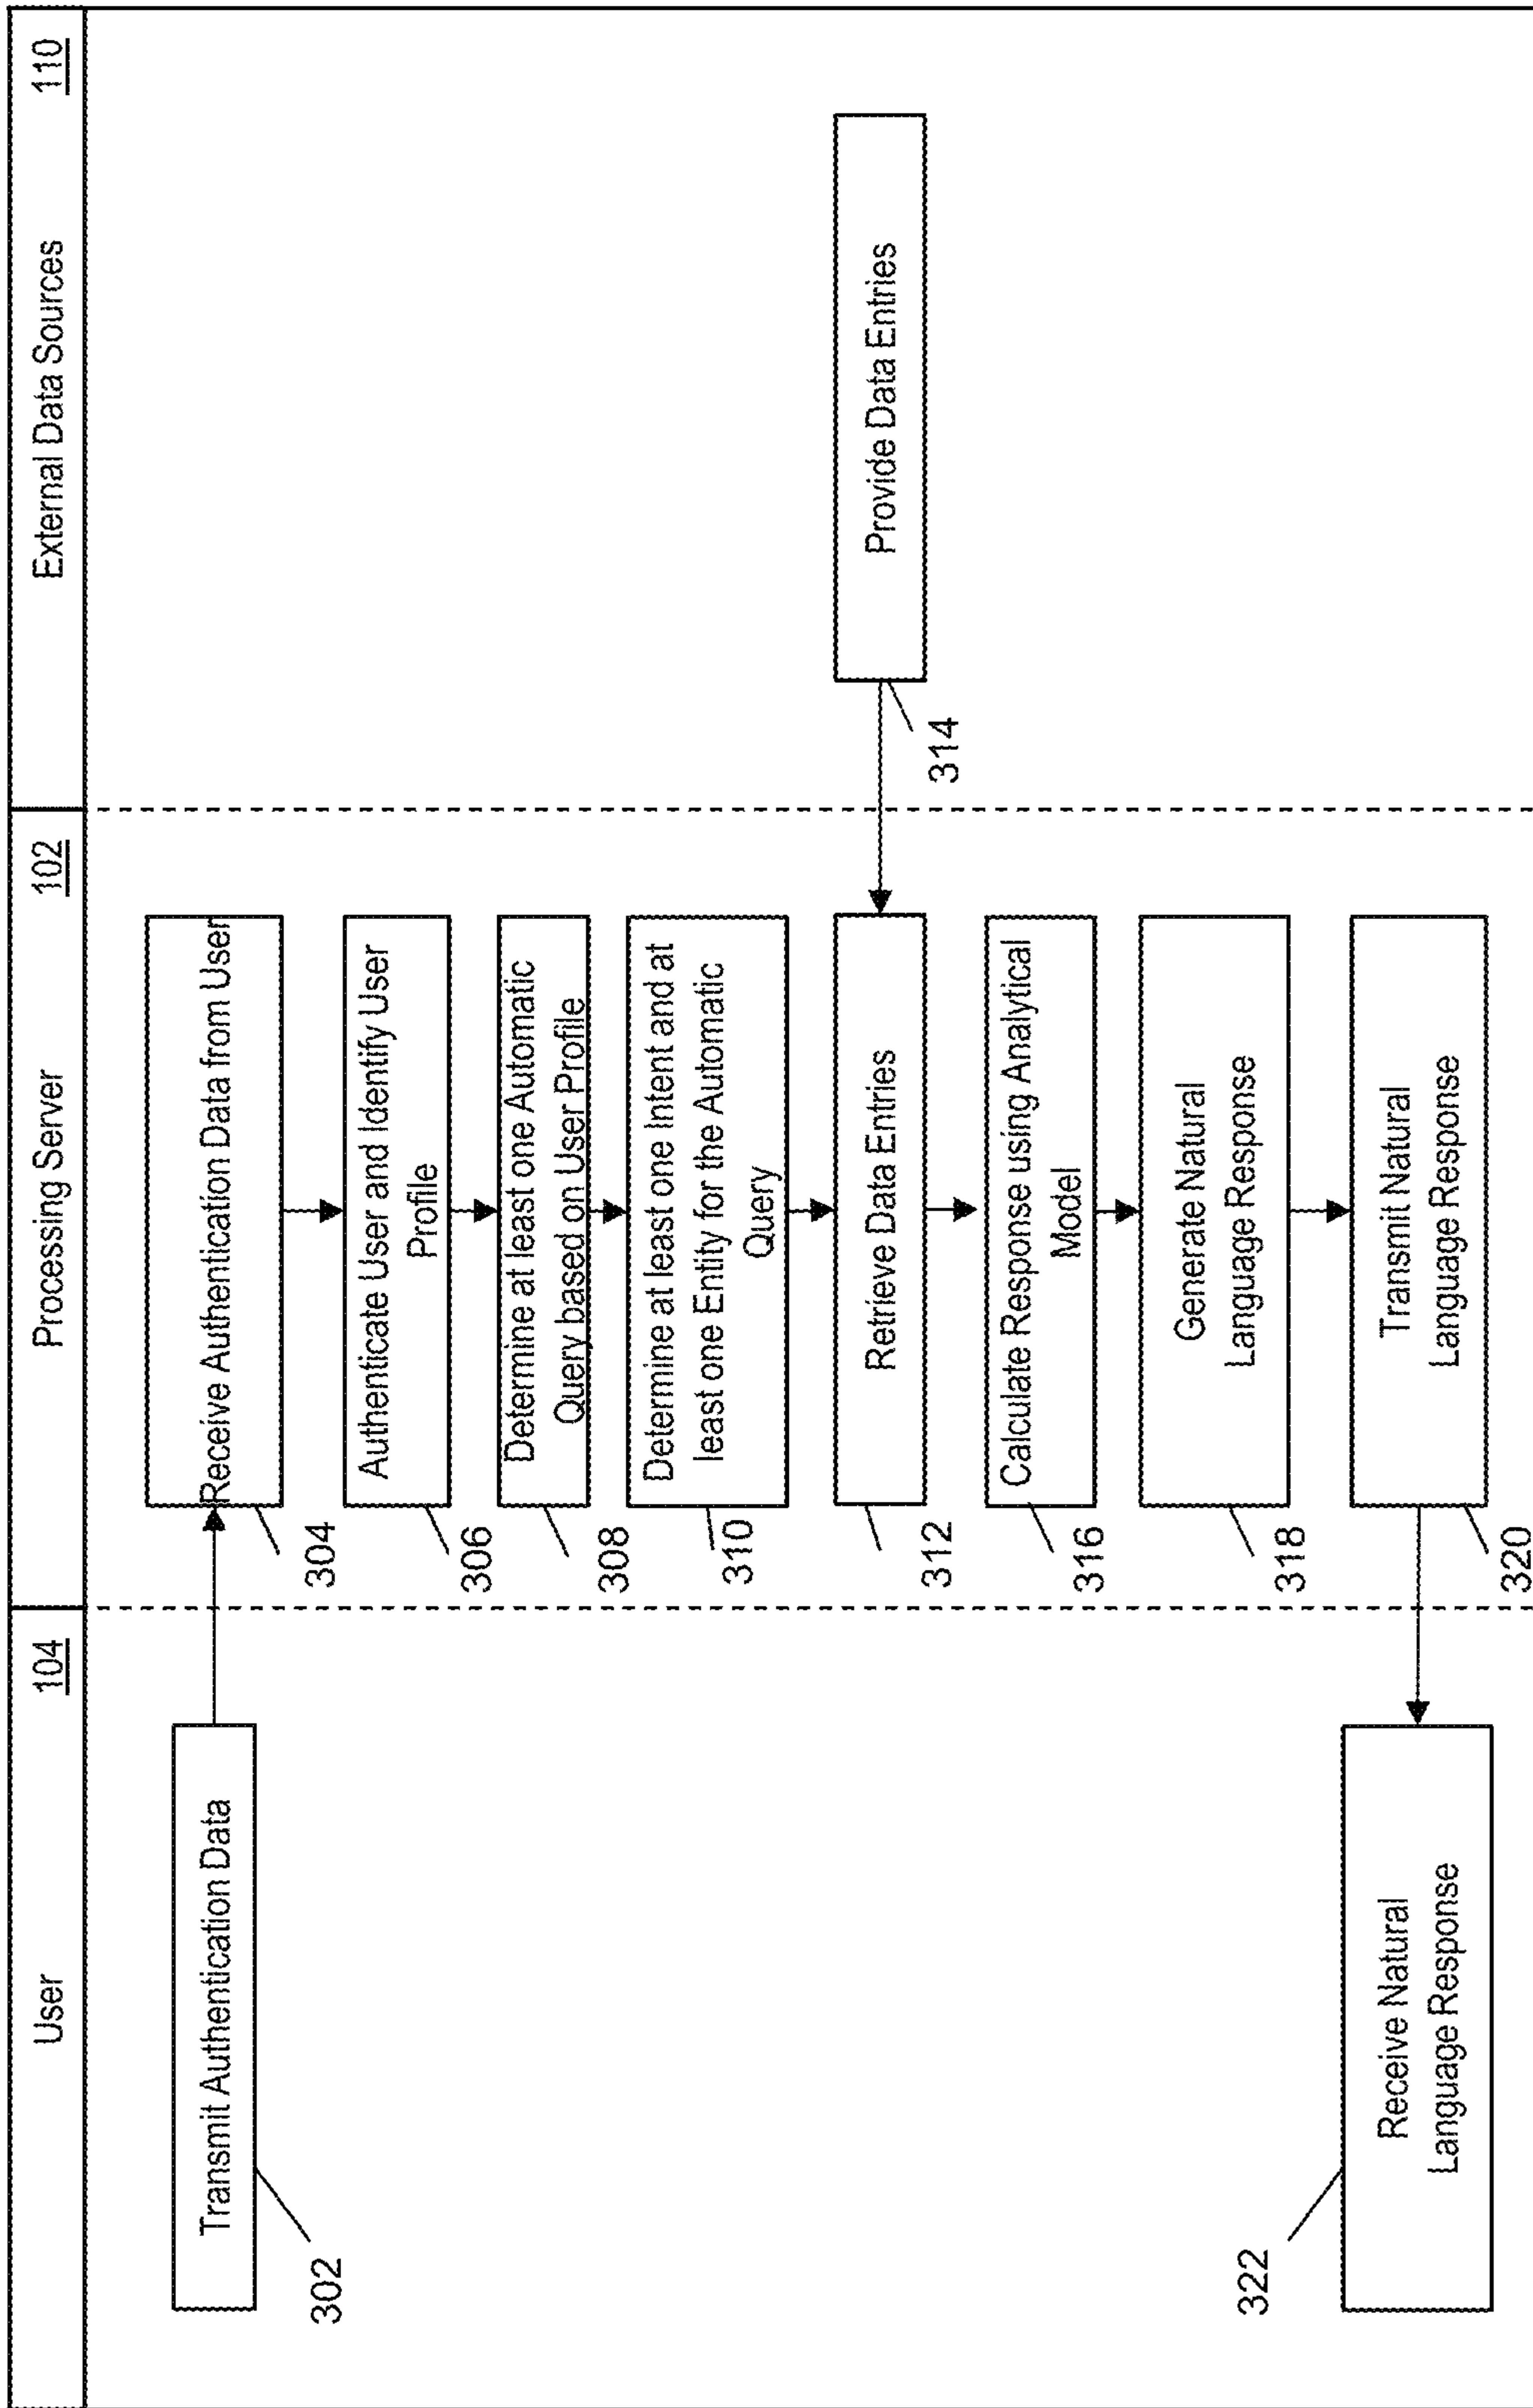 User
104
Processing Server
102
External Data Sources
110
Transmit Authentication Data
302
Receive Authentication Data from User
304
Authenticate User and Identify User
Profile
306
Determine at least one Automatic
Query based on User Profile
308
Determine at least one Intent and at
least one Entity for the Automatic
Query
310
Retrieve Data Entries
312
Provide Data Entries
314
Calculate Response using Analytical
Model
316
Generate Natural
Language Response
318
Transmit Natural
Language Response
320
Receive Natural
Language Response
322